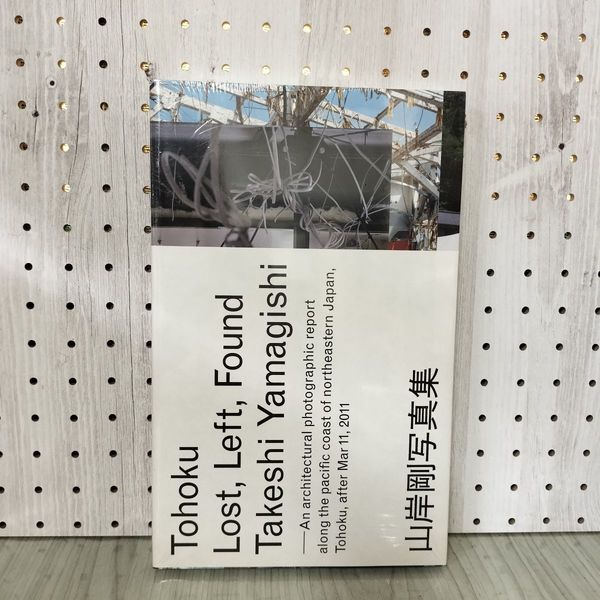 Tohoku
Lost, Left, Found
Takeshi Yamagishi
—An architectural photographic report
along the pacific coast of northeastern Japan,
Tohoku, after Mar 11, 2011
山岸剛写真集